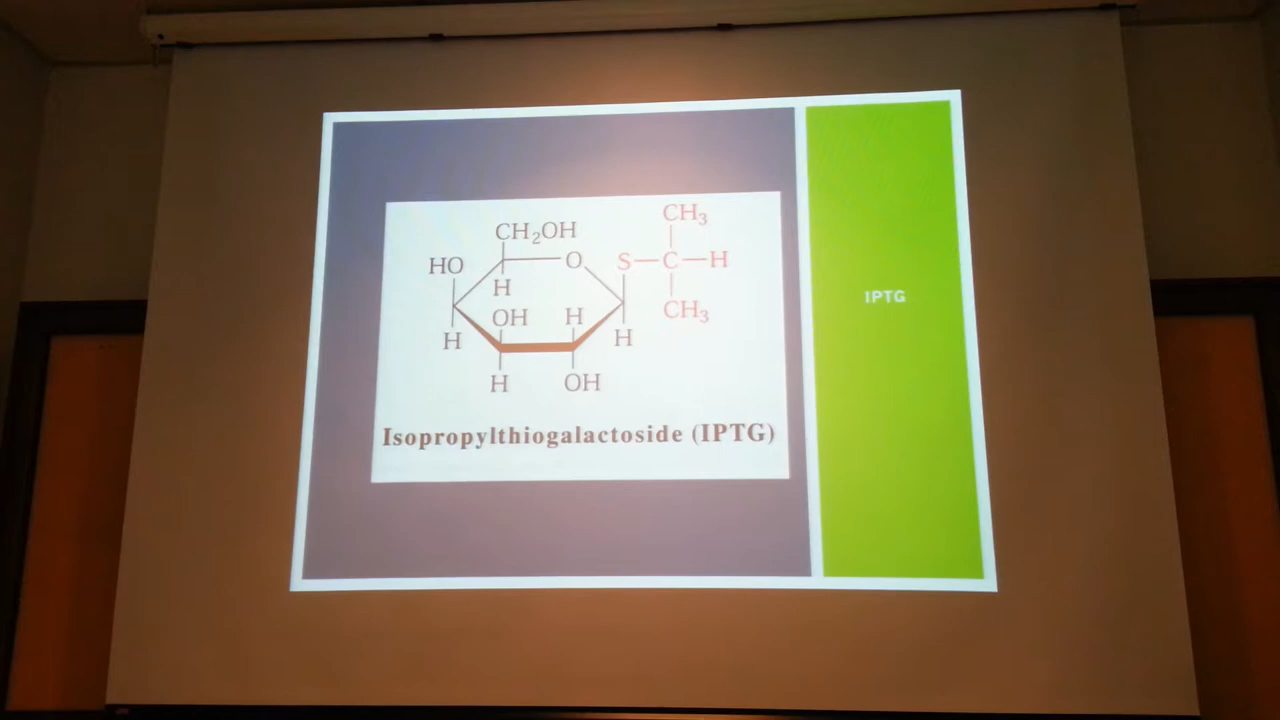 CH3
CH2OH
HO
O
S—C—H
H
OH
H
CH3
H
H
H
OH
Isopropylthiogalactoside (IPTG)
IPTG